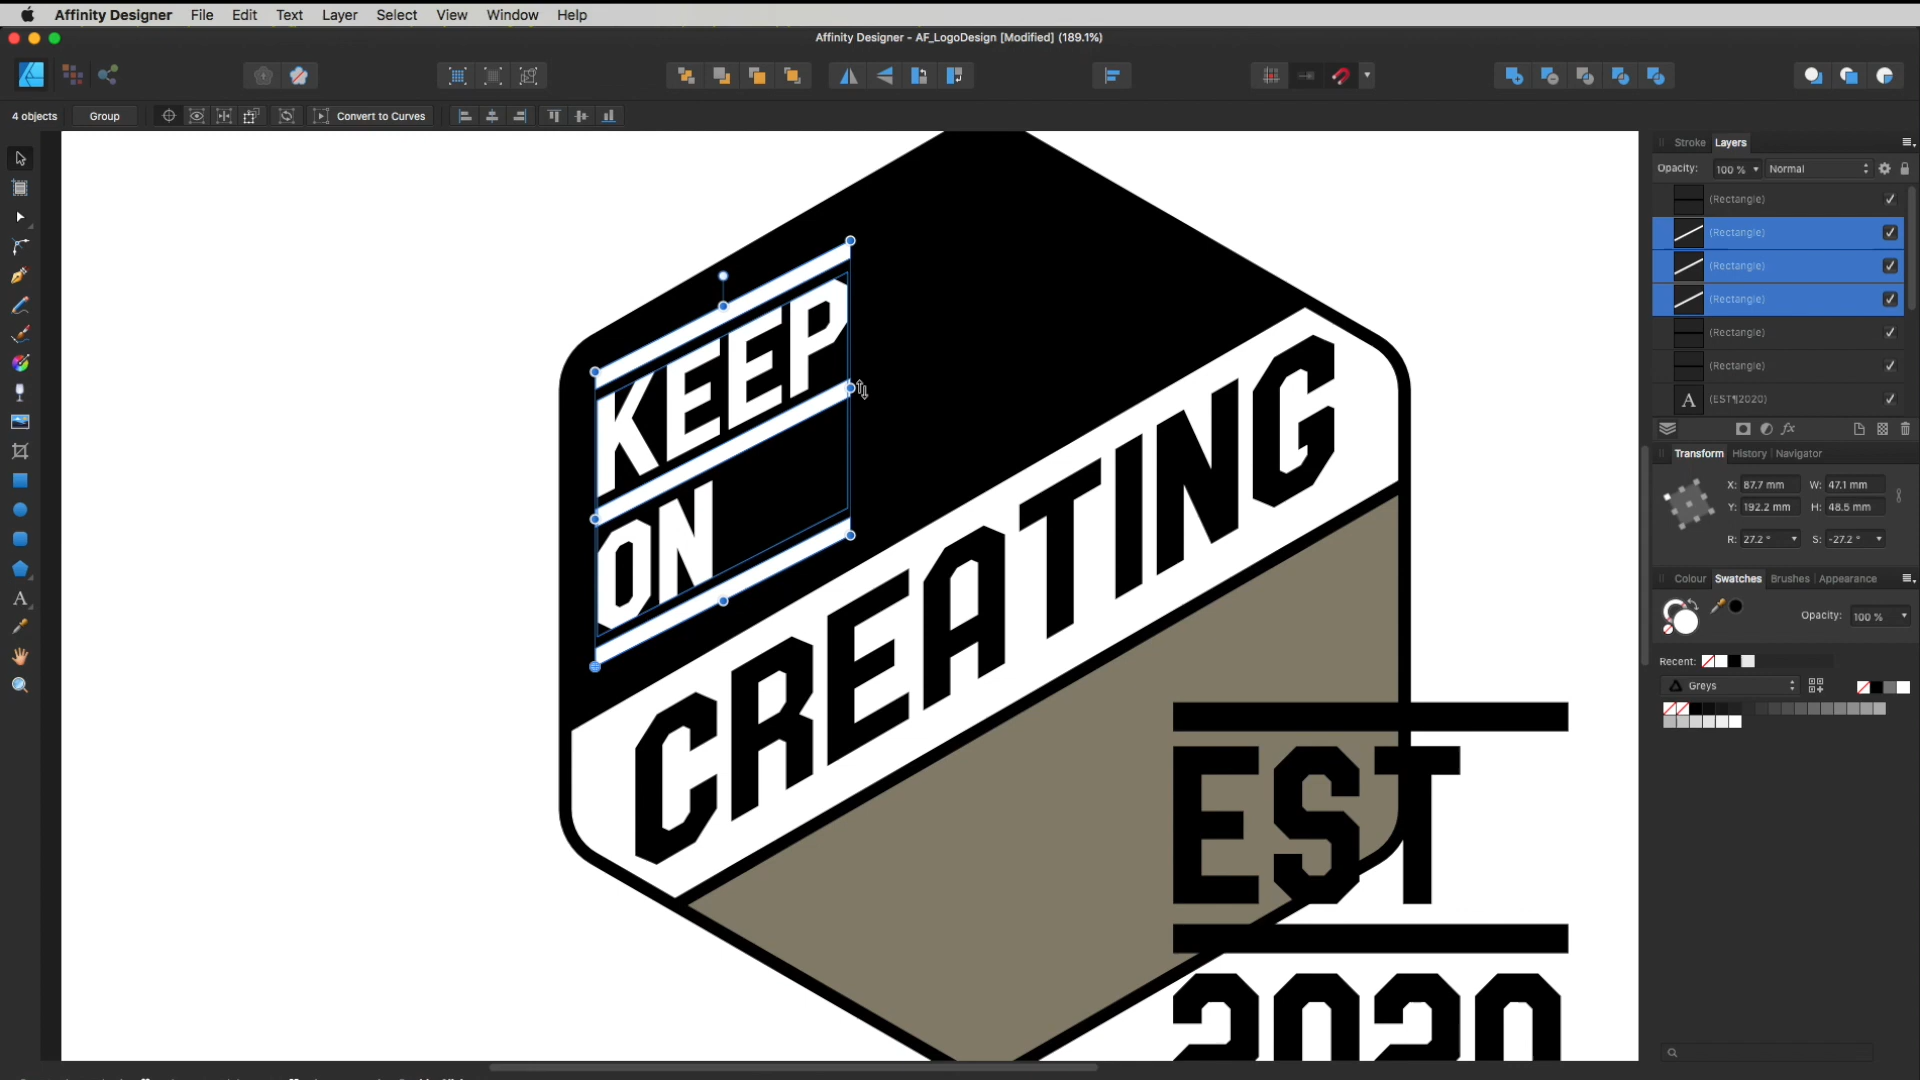 Affinity Designer File Edit Text Layer Select View Window Help
Affinity Designer - AF_LogoDesign [Modified] (189.1%)
4 objects Group Convert to Curves
Stroke Layers
Opacity: 100 % Normal
(Rectangle)
(Rectangle)
(Rectangle)
(Rectangle)
(Rectangle)
(Rectangle)
A (EST¶2020)
fx
Transform History Navigator
X: 87.7 mm W: 47.1 mm
Y: 192.2 mm H: 48.5 mm
R: 27.2 ° S: -27.2 °
Colour Swatches Brushes Appearance
Opacity: 100 %
Recent:
Greys
KEEP
ON
CREATING
EST
2020